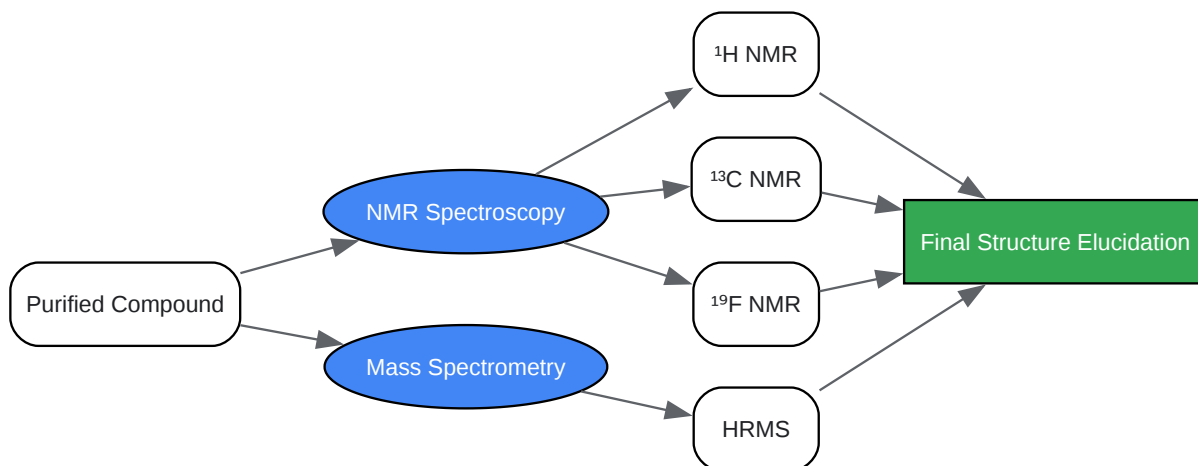 ¹H NMR
¹³C NMR
NMR Spectroscopy
Final Structure Elucidation
Purified Compound
¹⁹F NMR
Mass Spectrometry
HRMS